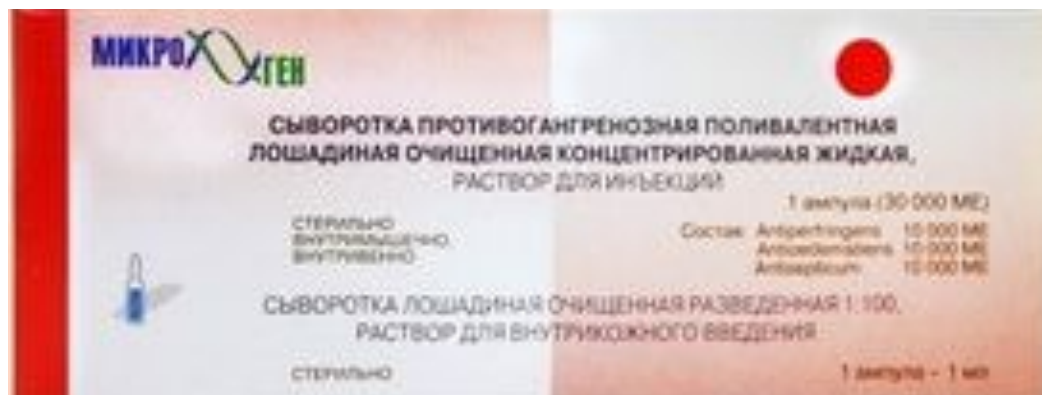 МИКРОГЕН
СЫВОРОТКА ПРОТИВОГАНГРЕНОЗНАЯ ПОЛИВАЛЕНТНАЯ
ЛОШАДИНАЯ ОЧИЩЕННАЯ КОНЦЕНТРИРОВАННАЯ ЖИДКАЯ,
РАСТВОР ДЛЯ ИНЪЕКЦИЙ
1 ампула (30 000 МЕ)
СТЕРИЛЬНО
ВНУТРИМЫШЕЧНО,
ВНУТРИВЕННО
Состав: Antiperfringens 10 000 МЕ
Antioedematiens 10 000 МЕ
Antisepticum 10 000 МЕ
СЫВОРОТКА ЛОШАДИНАЯ ОЧИЩЕННАЯ РАЗВЕДЕННАЯ 1:100,
РАСТВОР ДЛЯ ВНУТРИКОЖНОГО ВВЕДЕНИЯ
СТЕРИЛЬНО
1 ампула – 1 мл